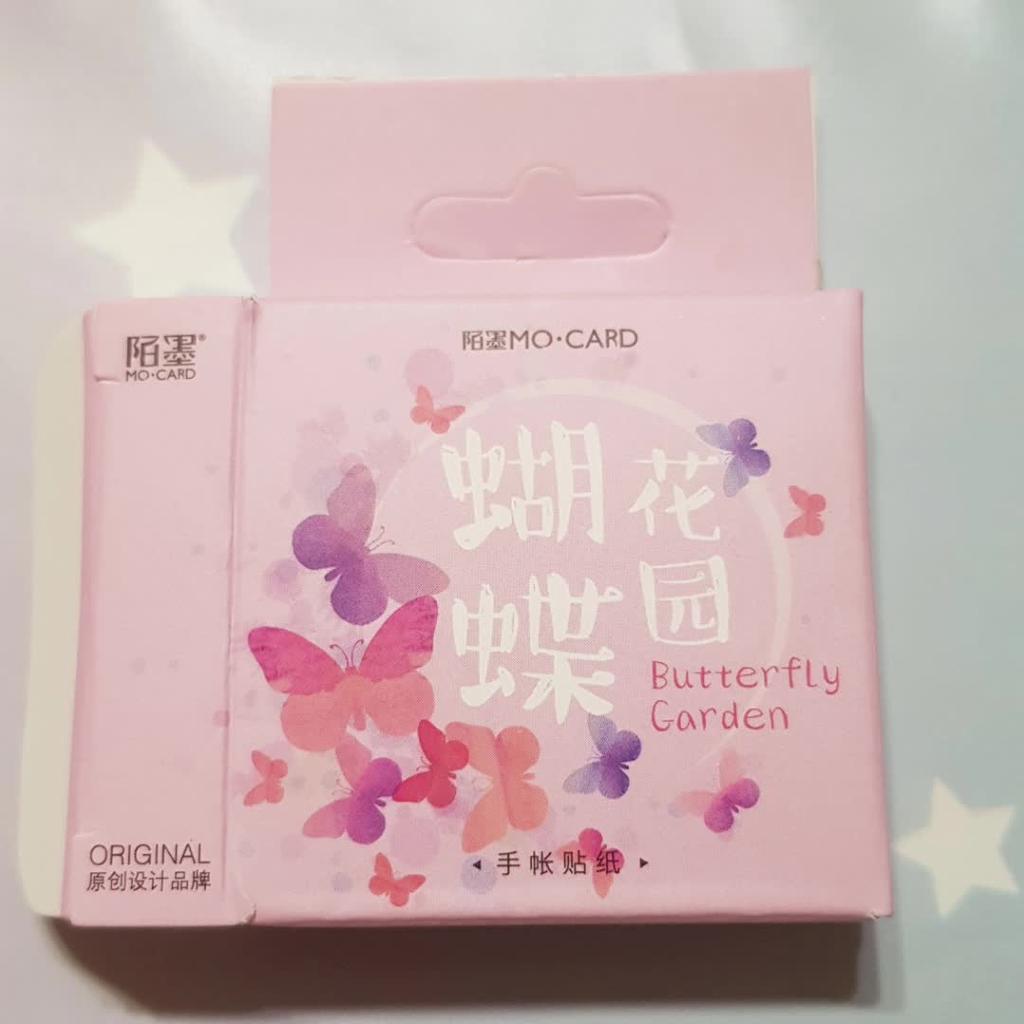 陌墨®
MO·CARD
ORIGINAL
原创设计品牌
陌墨MO·CARD
蝴蝶
花园
Butterfly
Garden
◂ 手帐贴纸 ▸